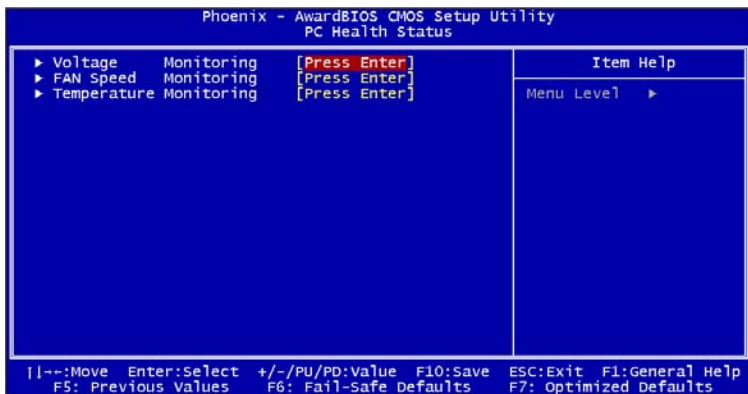 Phoenix - AwardBIOS CMOS Setup Utility
PC Health Status
▶ Voltage Monitoring [Press Enter]
▶ FAN Speed Monitoring [Press Enter]
▶ Temperature Monitoring [Press Enter]
Item Help
Menu Level ▶
↑↓→←:Move Enter:Select +/-/PU/PD:Value F10:Save ESC:Exit F1:General Help
F5: Previous Values F6: Fail-Safe Defaults F7: Optimized Defaults